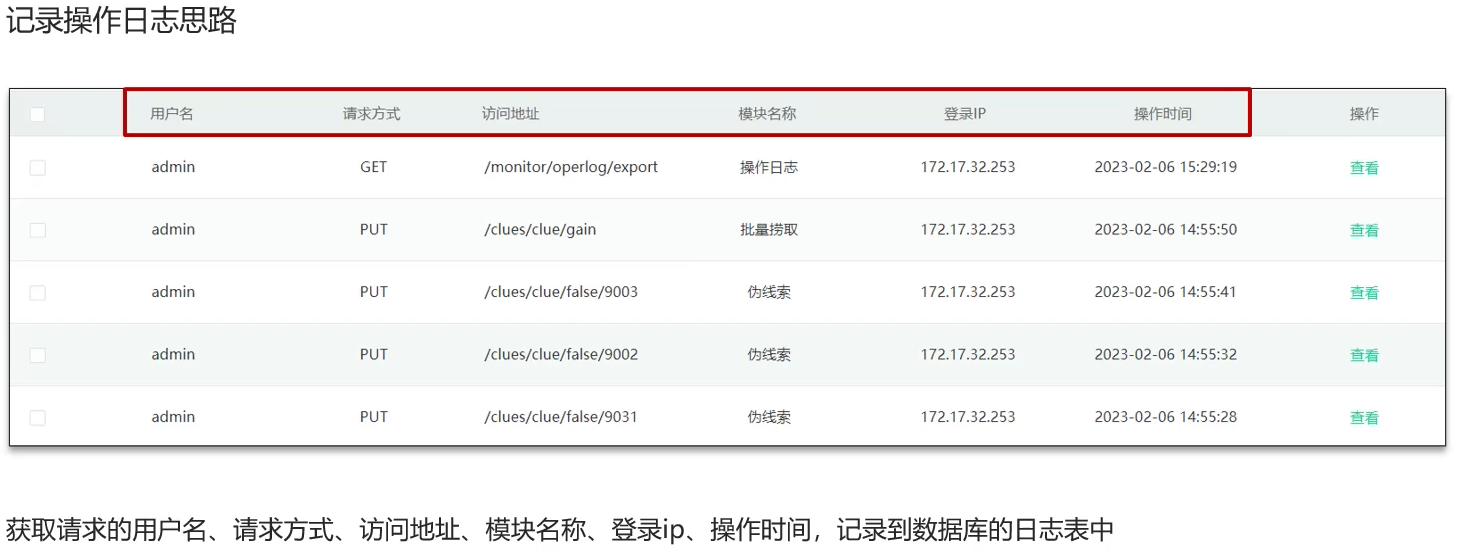 记录操作日志思路
用户名 请求方式 访问地址 模块名称 登录IP 操作时间 操作
admin GET /monitor/operlog/export 操作日志 172.17.32.253 2023-02-06 15:29:19 查看
admin PUT /clues/clue/gain 批量捞取 172.17.32.253 2023-02-06 14:55:50 查看
admin PUT /clues/clue/false/9003 伪线索 172.17.32.253 2023-02-06 14:55:41 查看
admin PUT /clues/clue/false/9002 伪线索 172.17.32.253 2023-02-06 14:55:32 查看
admin PUT /clues/clue/false/9031 伪线索 172.17.32.253 2023-02-06 14:55:28 查看
获取请求的用户名、请求方式、访问地址、模块名称、登录ip、操作时间，记录到数据库的日志表中